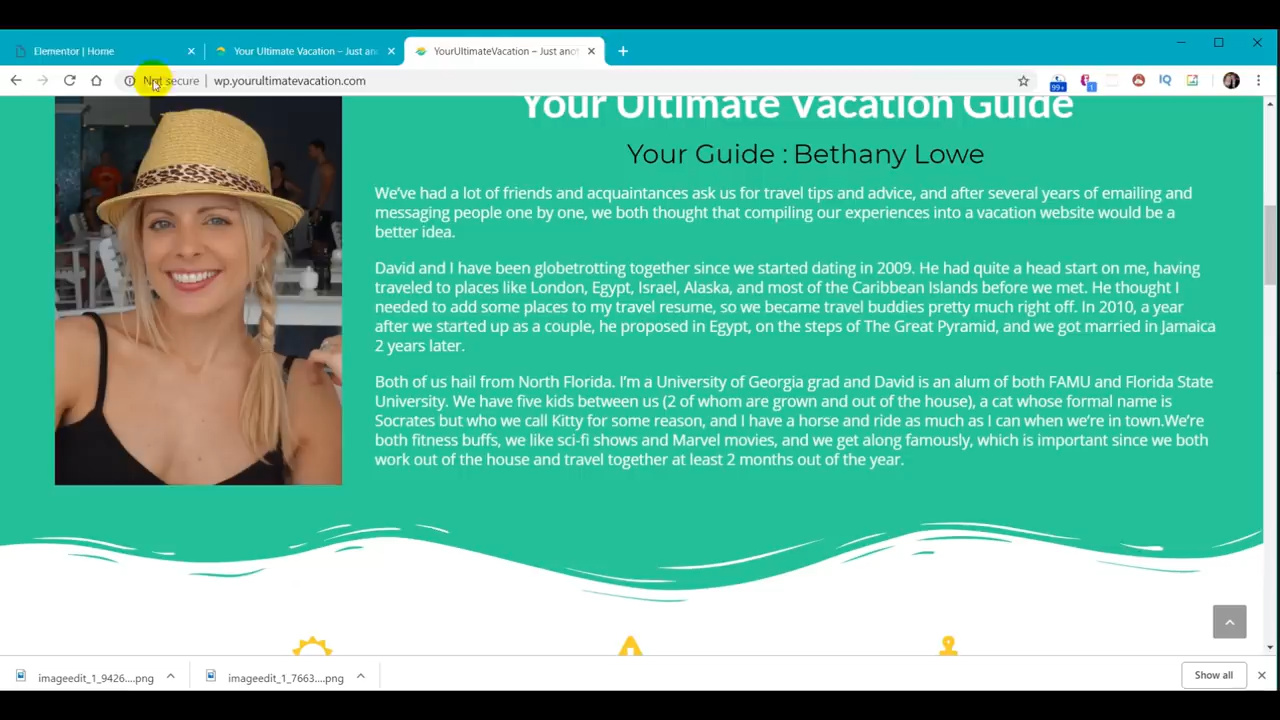 Elementor | Home
Your Ultimate Vacation – Just an
YourUltimateVacation – Just ano
Not secure | wp.yourultimatevacation.com
99+
1
IQ
Your Ultimate Vacation Guide
Your Guide : Bethany Lowe
We've had a lot of friends and acquaintances ask us for travel tips and advice, and after several years of emailing and
messaging people one by one, we both thought that compiling our experiences into a vacation website would be a
better idea.
David and I have been globetrotting together since we started dating in 2009. He had quite a head start on me, having
traveled to places like London, Egypt, Israel, Alaska, and most of the Caribbean Islands before we met. He thought I
needed to add some places to my travel resume, so we became travel buddies pretty much right off. In 2010, a year
after we started up as a couple, he proposed in Egypt, on the steps of The Great Pyramid, and we got married in Jamaica
2 years later.
Both of us hail from North Florida. I'm a University of Georgia grad and David is an alum of both FAMU and Florida State
University. We have five kids between us (2 of whom are grown and out of the house), a cat whose formal name is
Socrates but who we call Kitty for some reason, and I have a horse and ride as much as I can when we're in town.We're
both fitness buffs, we like sci-fi shows and Marvel movies, and we get along famously, which is important since we both
work out of the house and travel together at least 2 months out of the year.
imageedit_1_9426....png
imageedit_1_7663....png
Show all